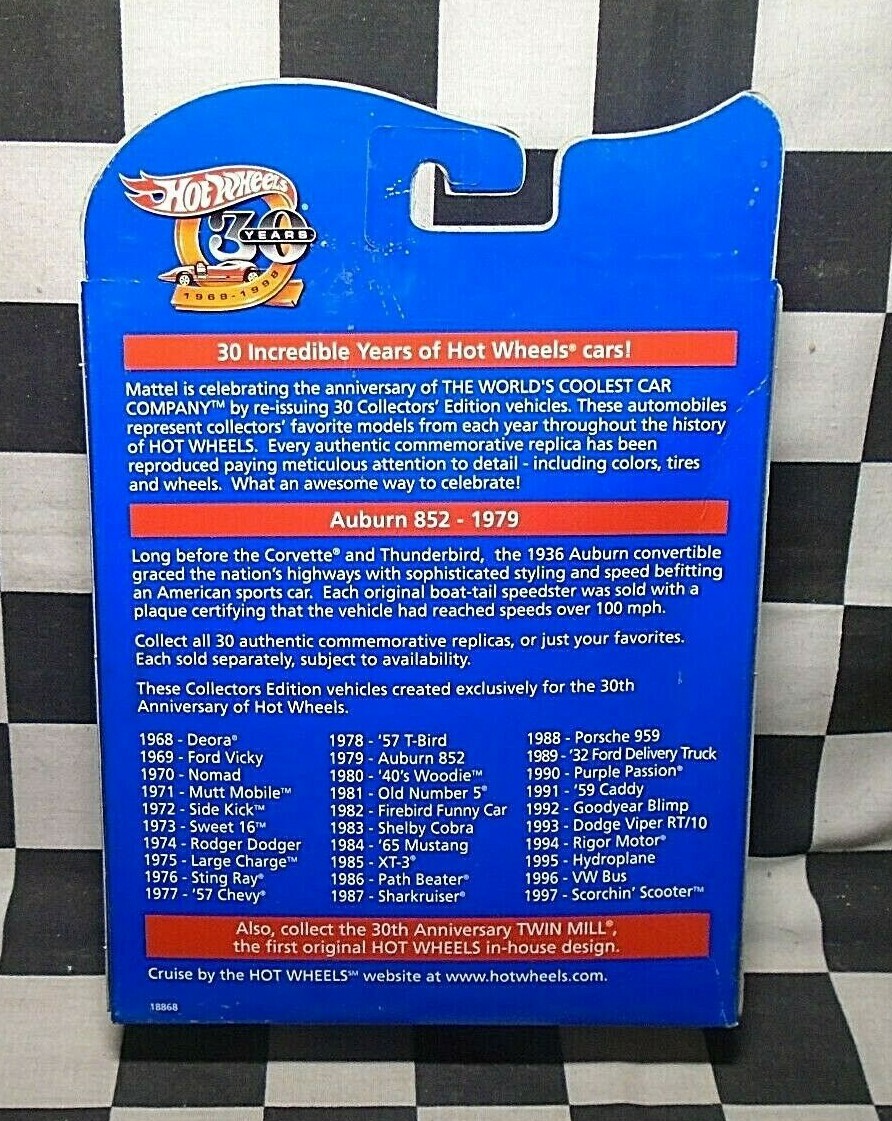 HOT WHEELS®
30
YEARS
1968-1998
30 Incredible Years of Hot Wheels® cars!
Mattel is celebrating the anniversary of THE WORLD'S COOLEST CAR
COMPANY™ by re-issuing 30 Collectors' Edition vehicles. These automobiles
represent collectors' favorite models from each year throughout the history
of HOT WHEELS. Every authentic commemorative replica has been
reproduced paying meticulous attention to detail - including colors, tires
and wheels. What an awesome way to celebrate!
Auburn 852 - 1979
Long before the Corvette® and Thunderbird, the 1936 Auburn convertible
graced the nation's highways with sophisticated styling and speed befitting
an American sports car. Each original boat-tail speedster was sold with a
plaque certifying that the vehicle had reached speeds over 100 mph.
Collect all 30 authentic commemorative replicas, or just your favorites.
Each sold separately, subject to availability.
These Collectors Edition vehicles created exclusively for the 30th
Anniversary of Hot Wheels.
1968 - Deora®
1969 - Ford Vicky
1970 - Nomad
1971 - Mutt Mobile™
1972 - Side Kick™
1973 - Sweet 16™
1974 - Rodger Dodger
1975 - Large Charge™
1976 - Sting Ray®
1977 - '57 Chevy®
1978 - '57 T-Bird
1979 - Auburn 852
1980 - '40's Woodie™
1981 - Old Number 5®
1982 - Firebird Funny Car
1983 - Shelby Cobra
1984 - '65 Mustang
1985 - XT-3®
1986 - Path Beater®
1987 - Sharkruiser®
1988 - Porsche 959
1989 - '32 Ford Delivery Truck
1990 - Purple Passion®
1991 - '59 Caddy
1992 - Goodyear Blimp
1993 - Dodge Viper RT/10
1994 - Rigor Motor®
1995 - Hydroplane
1996 - VW Bus
1997 - Scorchin' Scooter™
Also, collect the 30th Anniversary TWIN MILL®,
the first original HOT WHEELS in-house design.
Cruise by the HOT WHEELS℠ website at www.hotwheels.com.
18868